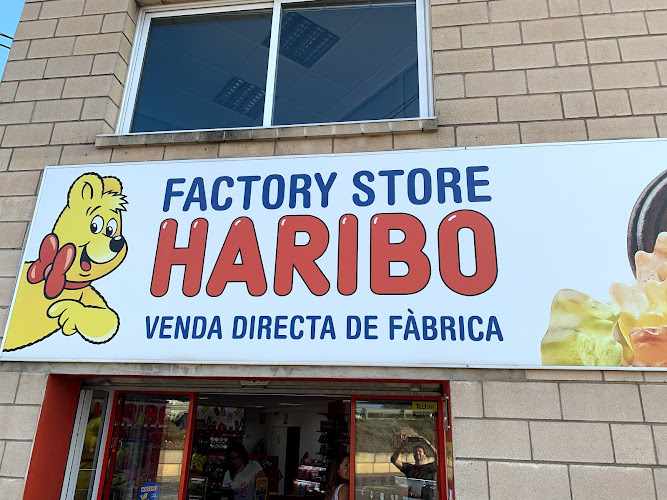 FACTORY STORE
HARIBO
VENDA DIRECTA DE FÀBRICA